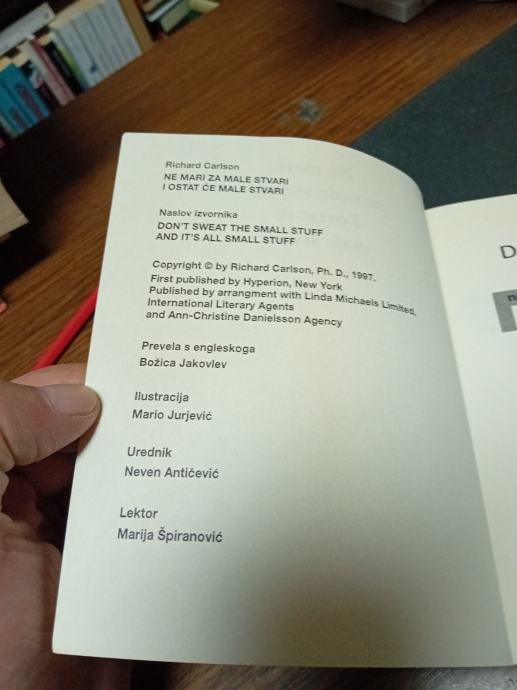 Richard Carlson
NE MARI ZA MALE STVARI
I OSTAT ĆE MALE STVARI
Naslov izvornika
DON'T SWEAT THE SMALL STUFF
AND IT'S ALL SMALL STUFF
Copyright © by Richard Carlson, Ph. D., 1997.
First published by Hyperion, New York
Published by arrangment with Linda Michaels Limited,
International Literary Agents
and Ann-Christine Danielsson Agency
Prevela s engleskoga
Božica Jakovlev
Ilustracija
Mario Jurjević
Urednik
Neven Antičević
Lektor
Marija Špiranović
D